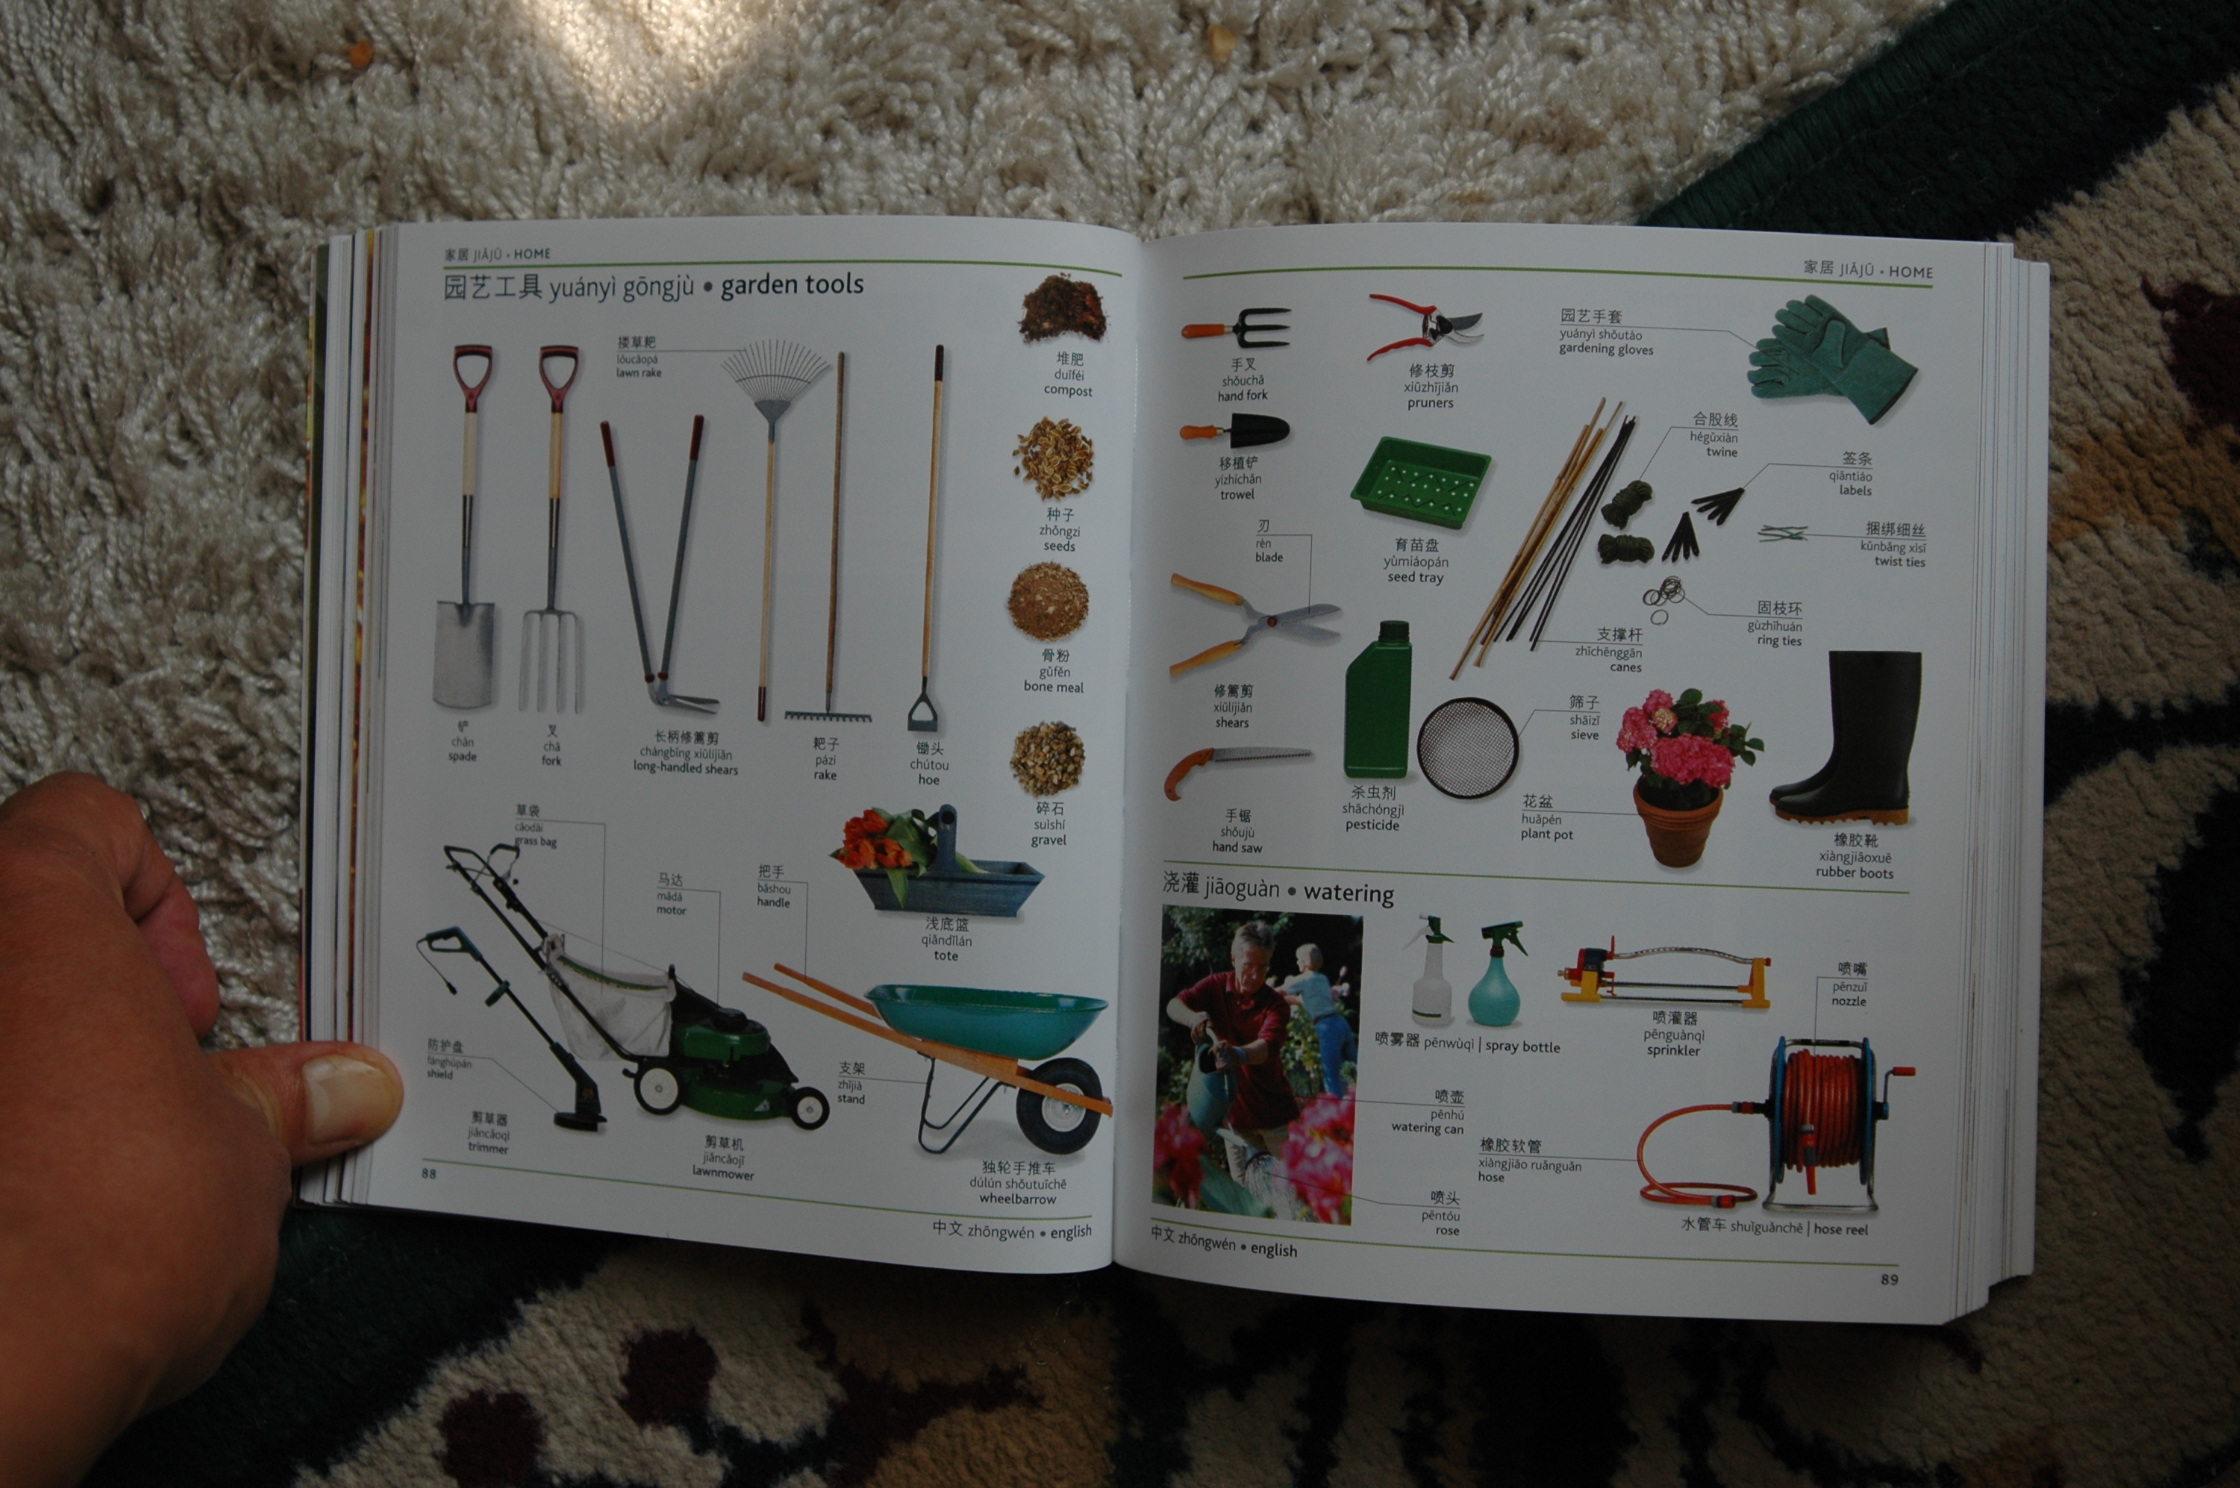 家居 JIĀJŪ • HOME
园艺工具 yuányì gōngjù • garden tools
搂草耙
lōucǎopá
lawn rake
铲
chǎn
spade
叉
chā
fork
长柄修篱剪
chángbǐng xiūlíjiǎn
long-handled shears
耙子
pázi
rake
锄头
chútou
hoe
堆肥
duīféi
compost
种子
zhǒngzi
seeds
骨粉
gǔfěn
bone meal
碎石
suìshí
gravel
草袋
cǎodài
grass bag
马达
mǎdá
motor
把手
bǎshou
handle
浅底篮
qiǎndǐlán
tote
支架
zhījià
stand
防护盘
fánghùpán
shield
剪草器
jiǎncǎoqì
trimmer
剪草机
jiǎncǎojī
lawnmower
独轮手推车
dúlún shǒutuīchē
wheelbarrow
88
中文 zhōngwén • english
家居 JIĀJŪ • HOME
手叉
shǒuchā
hand fork
移植铲
yízhíchǎn
trowel
修枝剪
xiūzhījiǎn
pruners
园艺手套
yuányì shǒutào
gardening gloves
合股线
hégǔxiàn
twine
签条
qiāntiáo
labels
捆绑细丝
kǔnbǎng xìsī
twist ties
固枝环
gùzhīhuán
ring ties
育苗盘
yùmiáopán
seed tray
刃
rèn
blade
支撑杆
zhīchēnggān
canes
修篱剪
xiūlíjiǎn
shears
筛子
shāizi
sieve
手锯
shǒujù
hand saw
杀虫剂
shāchóngjì
pesticide
花盆
huāpén
plant pot
橡胶靴
xiàngjiāoxuē
rubber boots
浇灌 jiāoguàn • watering
喷雾器 pēnwùqì | spray bottle
喷灌器
pēnguànqì
sprinkler
喷嘴
pēnzuǐ
nozzle
喷壶
pēnhú
watering can
橡胶软管
xiàngjiāo ruǎnguǎn
hose
喷头
pēntóu
rose
水管车 shuǐguǎnchē | hose reel
中文 zhōngwén • english
89